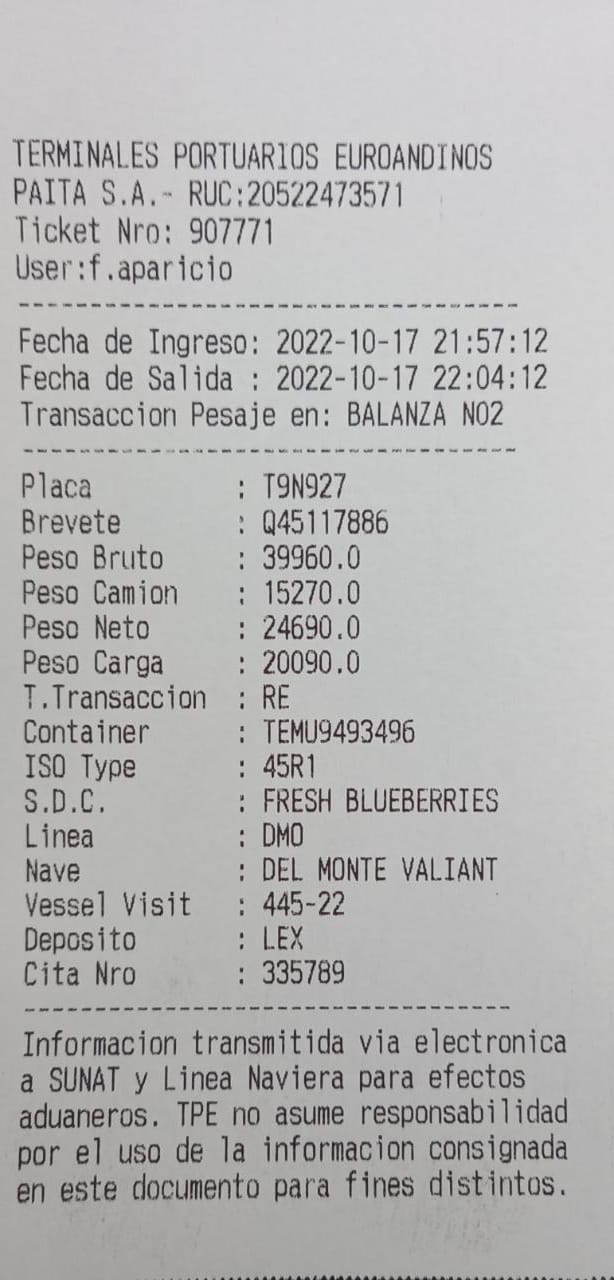 TERMINALES PORTUARIOS EUROANDINOS
PAITA S.A.- RUC:20522473571
Ticket Nro: 907771
User:f.aparicio
Fecha de Ingreso: 2022-10-17 21:57:12
Fecha de Salida : 2022-10-17 22:04:12
Transaccion Pesaje en: BALANZA NO2
Placa : T9N927
Brevete : Q45117886
Peso Bruto : 39960.0
Peso Camion : 15270.0
Peso Neto : 24690.0
Peso Carga : 20090.0
T.Transaccion : RE
Container : TEMU9493496
ISO Type : 45R1
S.D.C. : FRESH BLUEBERRIES
Linea : DMO
Nave : DEL MONTE VALIANT
Vessel Visit : 445-22
Deposito : LEX
Cita Nro : 335789
Informacion transmitida via electronica
a SUNAT y Linea Naviera para efectos
aduaneros. TPE no asume responsabilidad
por el uso de la informacion consignada
en este documento para fines distintos.